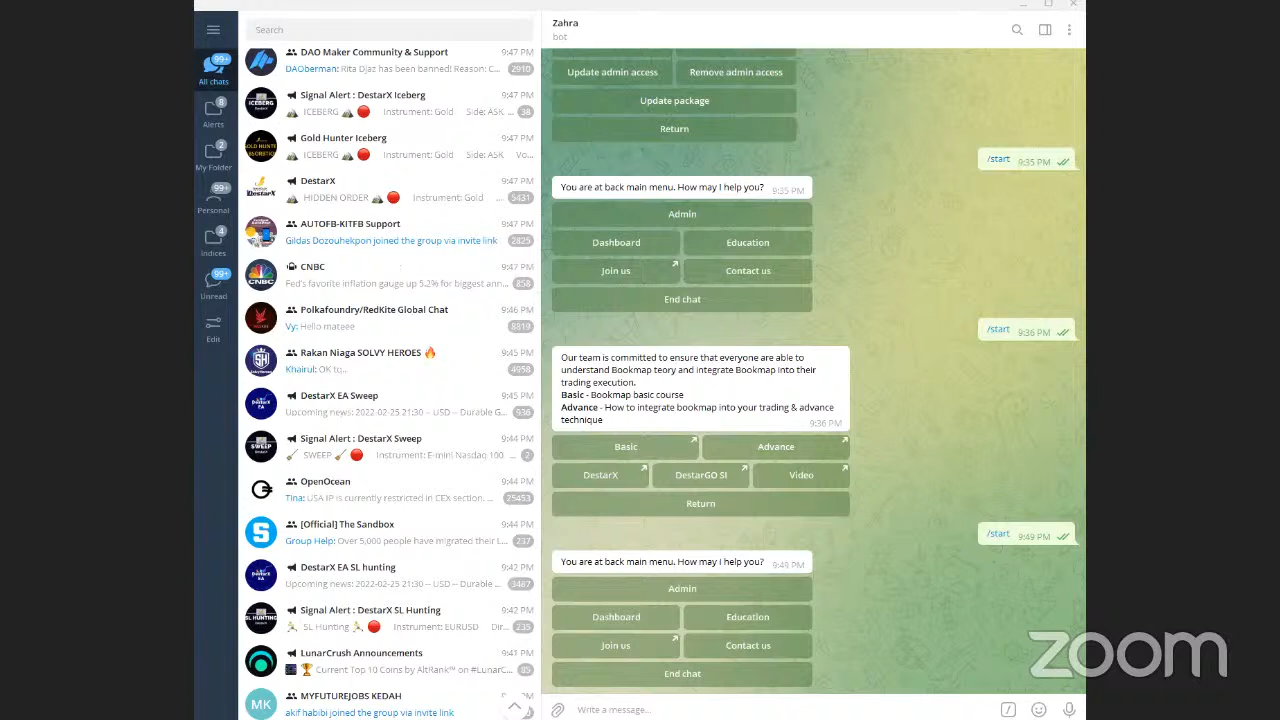 99+
All chats
8
Alerts
2
My Folder
99+
Personal
4
Indices
99+
Unread
Edit
Search
DAO Maker Community & Support 9:47 PM
DAOberman: Rita Djaz has been banned! Reason: C... 2910
Signal Alert : DestarX Iceberg 9:47 PM
ICEBERG Instrument: Gold Side: ASK ... 38
Gold Hunter Iceberg 9:47 PM
ICEBERG Instrument: Gold Side: ASK Vo...
DestarX 9:47 PM
HIDDEN ORDER Instrument: Gold ... 5431
AUTOFB-KITFB Support 9:47 PM
Gildas Dozouhekpon joined the group via invite link 2825
CNBC 9:47 PM
Fed's favorite inflation gauge up 5.2% for biggest ann... 858
Polkafoundry/RedKite Global Chat 9:46 PM
Vy: Hello mateee 8819
Rakan Niaga SOLVY HEROES 🔥 9:45 PM
Khairul: OK to.. 4958
DestarX EA Sweep 9:45 PM
Upcoming news: 2022-02-25 21:30 -- USD -- Durable G... 936
Signal Alert : DestarX Sweep 9:44 PM
SWEEP Instrument: E-mini Nasdaq 100 ... 2
OpenOcean 9:44 PM
Tina: USA IP is currently restricted in CEX section. ... 25453
[Official] The Sandbox 9:44 PM
Group Help: Over 5,000 people have migrated their L... 237
DestarX EA SL hunting 9:42 PM
Upcoming news: 2022-02-25 21:30 -- USD -- Durable ... 3487
Signal Alert : DestarX SL Hunting 9:42 PM
SL Hunting Instrument: EURUSD Dir... 235
LunarCrush Announcements 9:41 PM
Current Top 10 Coins by AltRank™ on #LunarC... 85
MK
MYFUTUREJOBS KEDAH
akif habibi joined the group via invite link
Zahra
bot
Update admin access Remove admin access
Update package
Return
/start 9:35 PM
You are at back main menu. How may I help you? 9:35 PM
Admin
Dashboard Education
Join us Contact us
End chat
/start 9:36 PM
Our team is committed to ensure that everyone are able to
understand Bookmap teory and integrate Bookmap into their
trading execution.
Basic - Bookmap basic course
Advance - How to integrate bookmap into your trading & advance
technique 9:36 PM
Basic Advance
DestarX DestarGO SI Video
Return
/start 9:49 PM
You are at back main menu. How may I help you? 9:49 PM
Admin
Dashboard Education
Join us Contact us
End chat
Write a message...
zoom